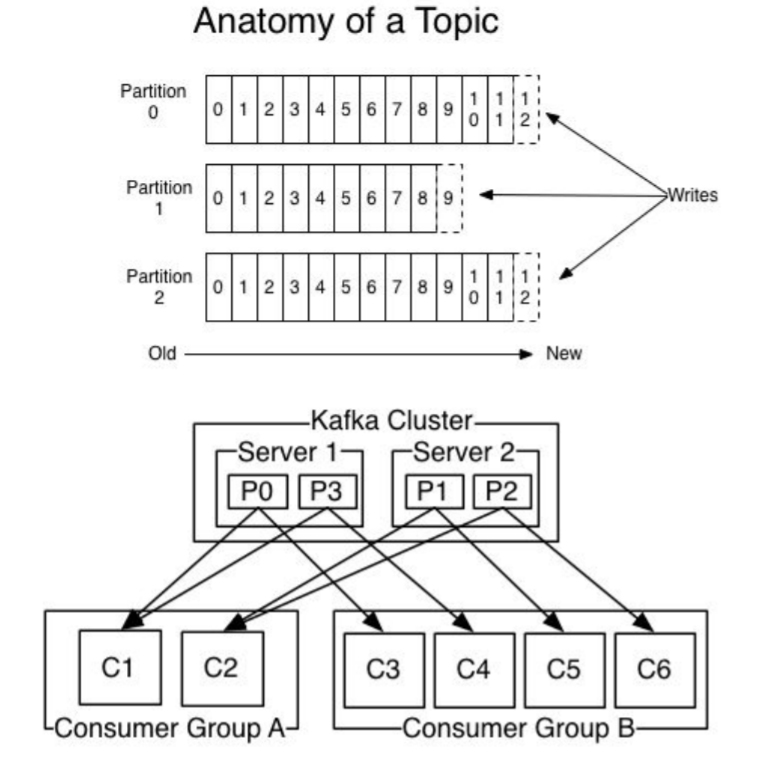 Anatomy of a Topic
Partition 0
0 1 2 3 4 5 6 7 8 9 10 11 12
Partition 1
0 1 2 3 4 5 6 7 8 9
Writes
Partition 2
0 1 2 3 4 5 6 7 8 9 10 11 12
Old New
Kafka Cluster
Server 1 Server 2
P0 P3 P1 P2
C1 C2 C3 C4 C5 C6
Consumer Group A Consumer Group B